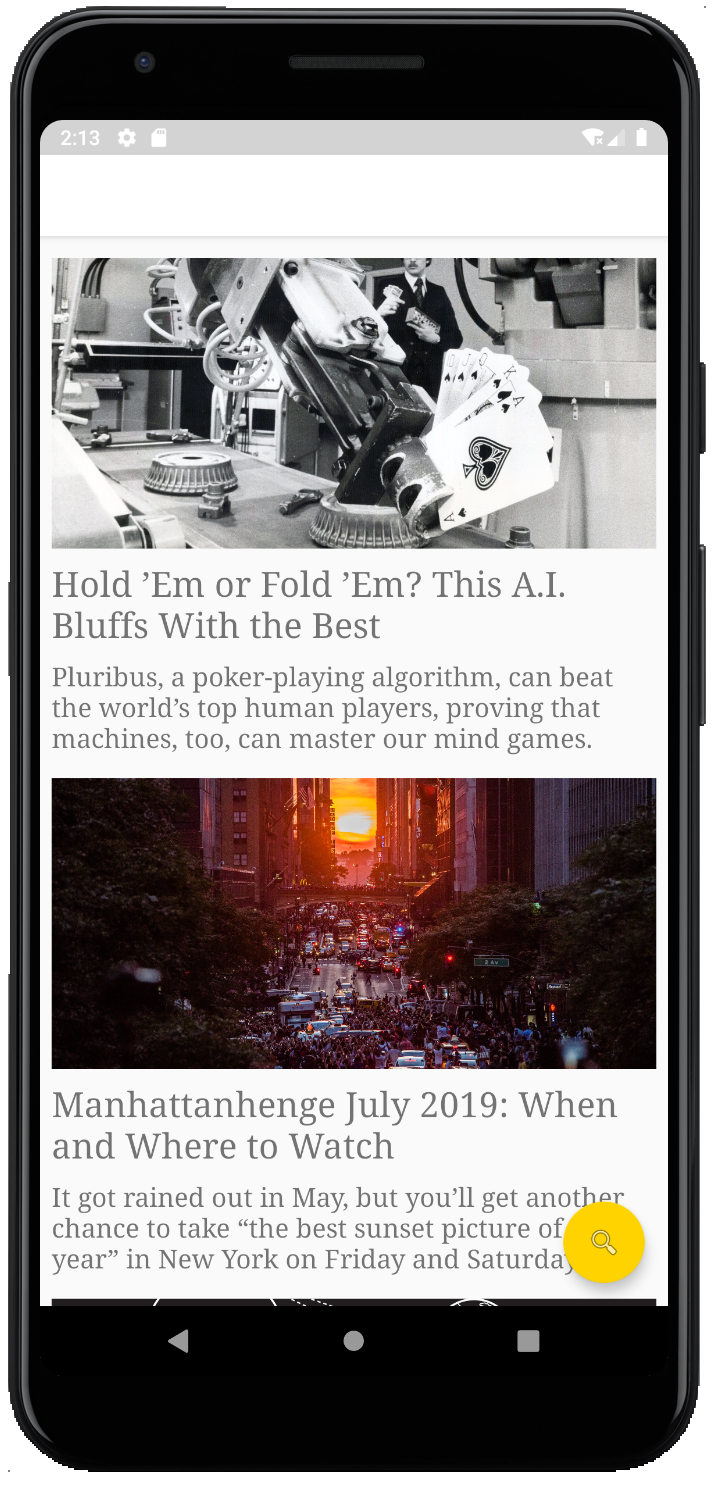 2:13
Hold ’Em or Fold ’Em? This A.I.
Bluffs With the Best
Pluribus, a poker-playing algorithm, can beat
the world’s top human players, proving that
machines, too, can master our mind games.
2 Av
Manhattanhenge July 2019: When
and Where to Watch
It got rained out in May, but you’ll get another
chance to take “the best sunset picture of
year” in New York on Friday and Saturday